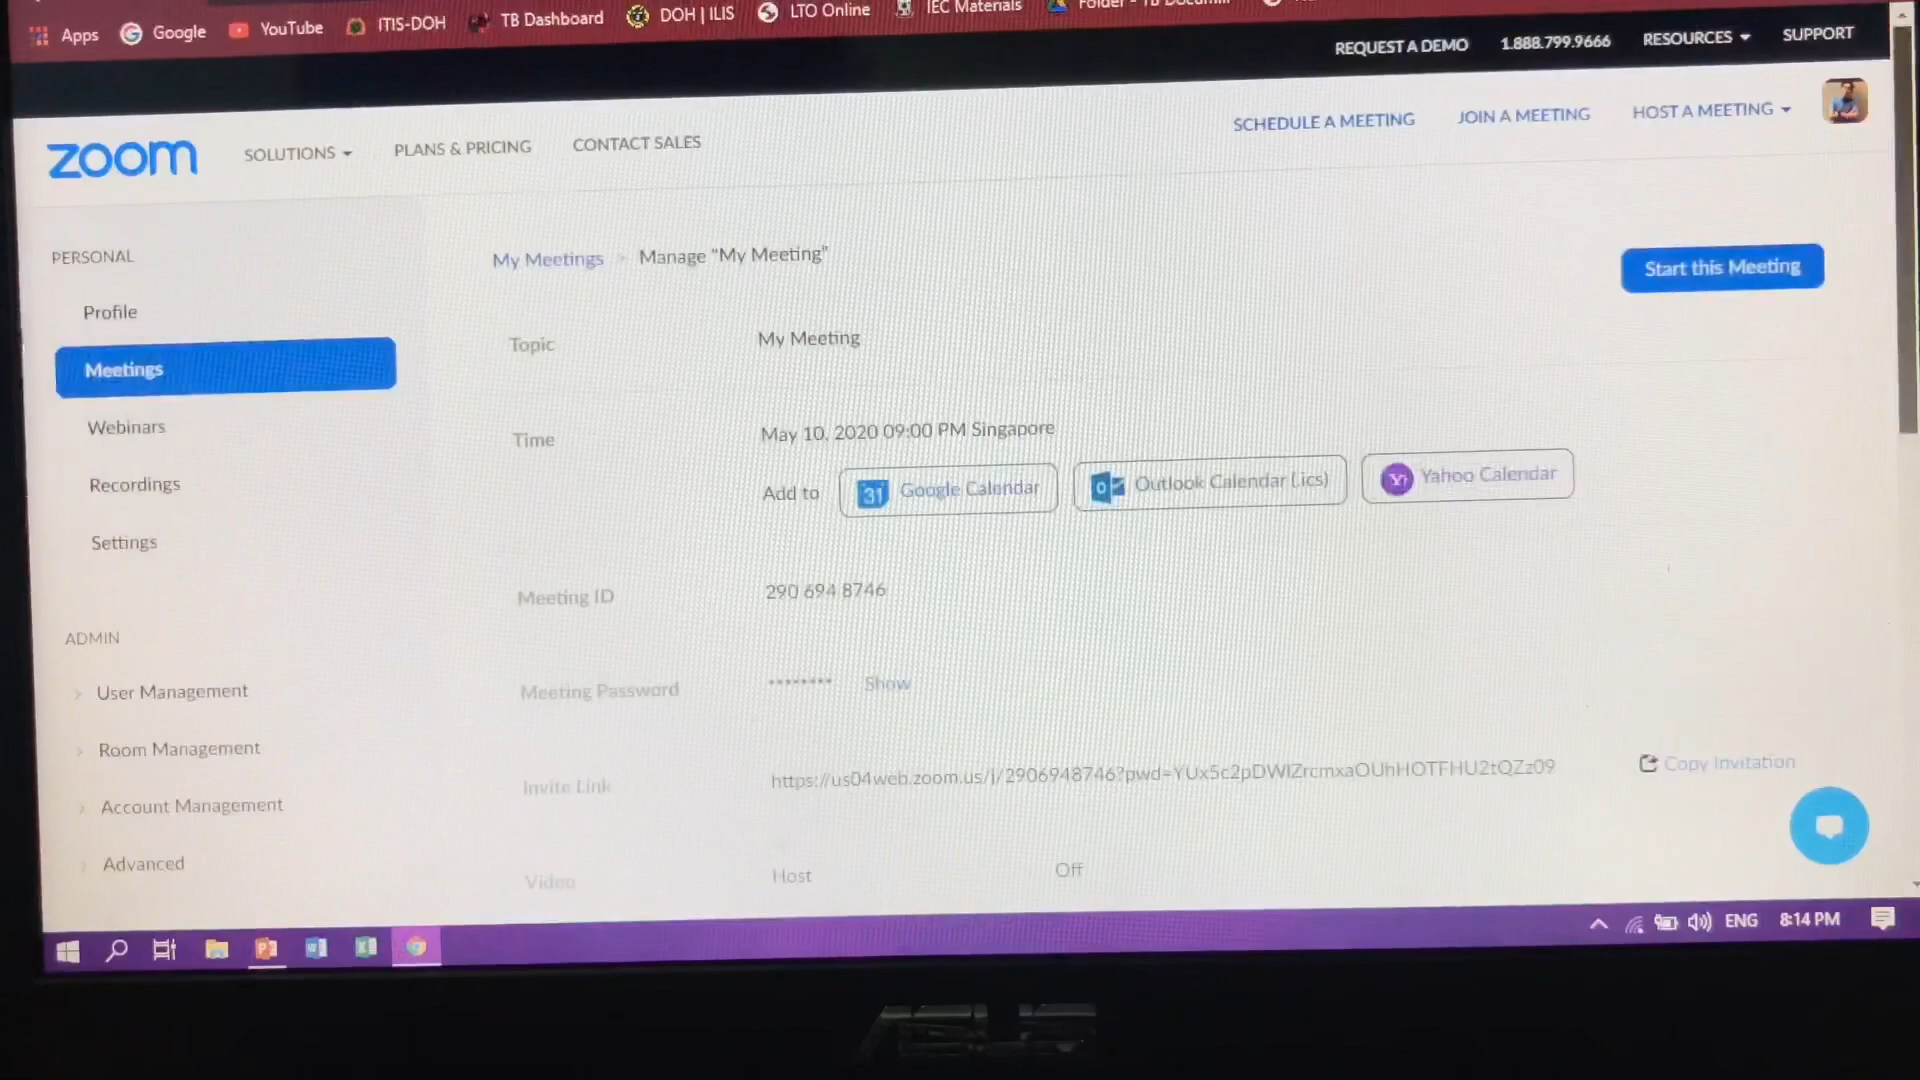 Apps Google YouTube ITIS-DOH TB Dashboard DOH | ILIS LTO Online IEC Materials
REQUEST A DEMO 1.888.799.9666 RESOURCES SUPPORT
zoom SOLUTIONS PLANS & PRICING CONTACT SALES SCHEDULE A MEETING JOIN A MEETING HOST A MEETING
PERSONAL
Profile
Meetings
Webinars
Recordings
Settings
ADMIN
User Management
Room Management
Account Management
Advanced
My Meetings > Manage "My Meeting"
Start this Meeting
Topic My Meeting
Time May 10, 2020 09:00 PM Singapore
Add to 31 Google Calendar Outlook Calendar (.ics) Yahoo Calendar
Meeting ID 290 694 8746
Meeting Password ******** Show
Invite Link https://us04web.zoom.us/j/2906948746?pwd=YUx5c2pDWlZrcmxaOUhHOTFHU2tQZz09 Copy Invitation
Video Host Off
ENG 8:14 PM